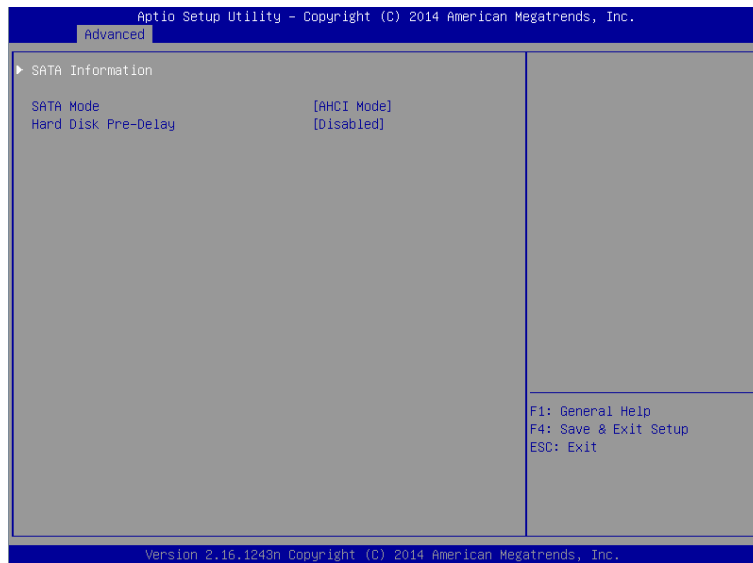 Aptio Setup Utility – Copyright (C) 2014 American Megatrends, Inc.
Advanced
SATA Information
SATA Mode [AHCI Mode]
Hard Disk Pre-Delay [Disabled]
F1: General Help
F4: Save & Exit Setup
ESC: Exit
Version 2.16.1243n Copyright (C) 2014 American Megatrends, Inc.